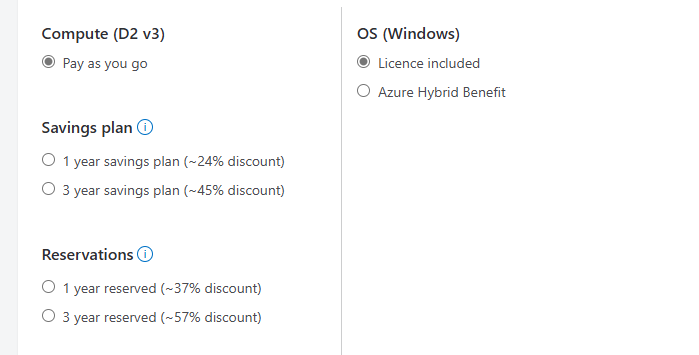 Compute (D2 v3)
Pay as you go
Savings plan
1 year savings plan (~24% discount)
3 year savings plan (~45% discount)
Reservations
1 year reserved (~37% discount)
3 year reserved (~57% discount)
OS (Windows)
Licence included
Azure Hybrid Benefit